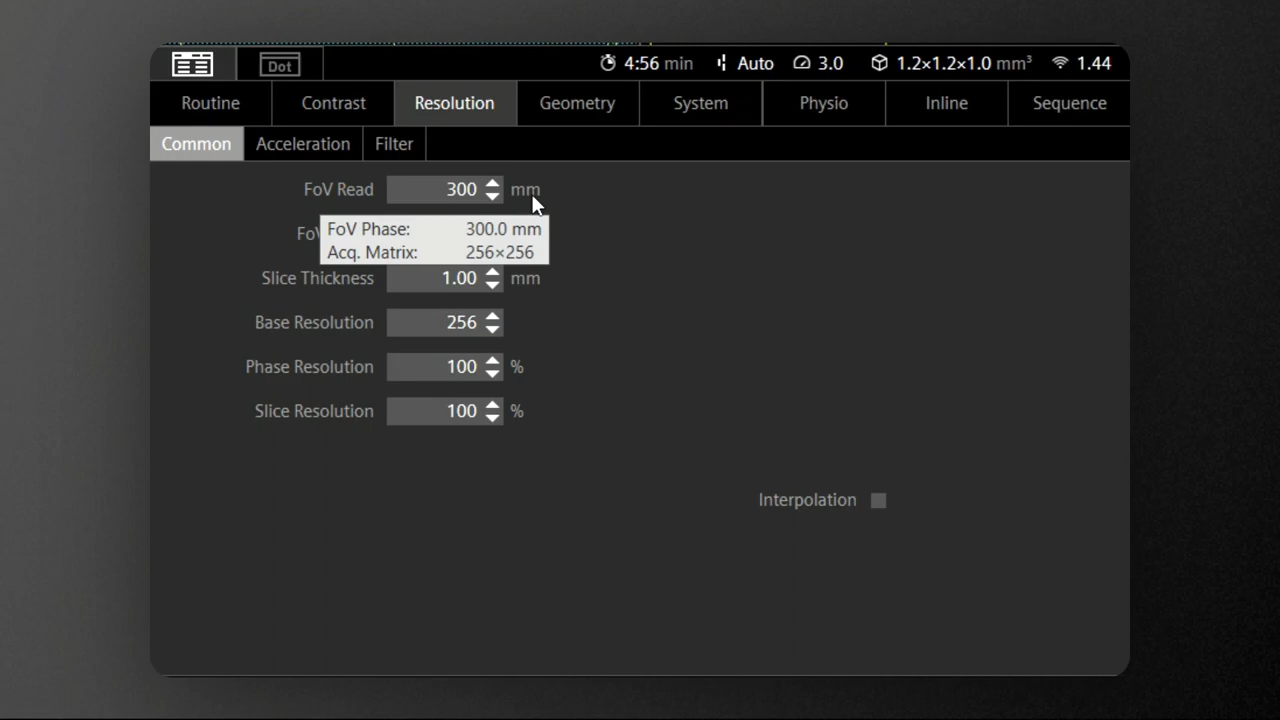 Dot
4:56 min Auto 3.0 1.2×1.2×1.0 mm³ 1.44
Routine Contrast Resolution Geometry System Physio Inline Sequence
Common Acceleration Filter
FoV Read 300 mm
FoV Phase: 300.0 mm
FoV
Acq. Matrix: 256×256
Slice Thickness 1.00 mm
Base Resolution 256
Phase Resolution 100 %
Slice Resolution 100 %
Interpolation